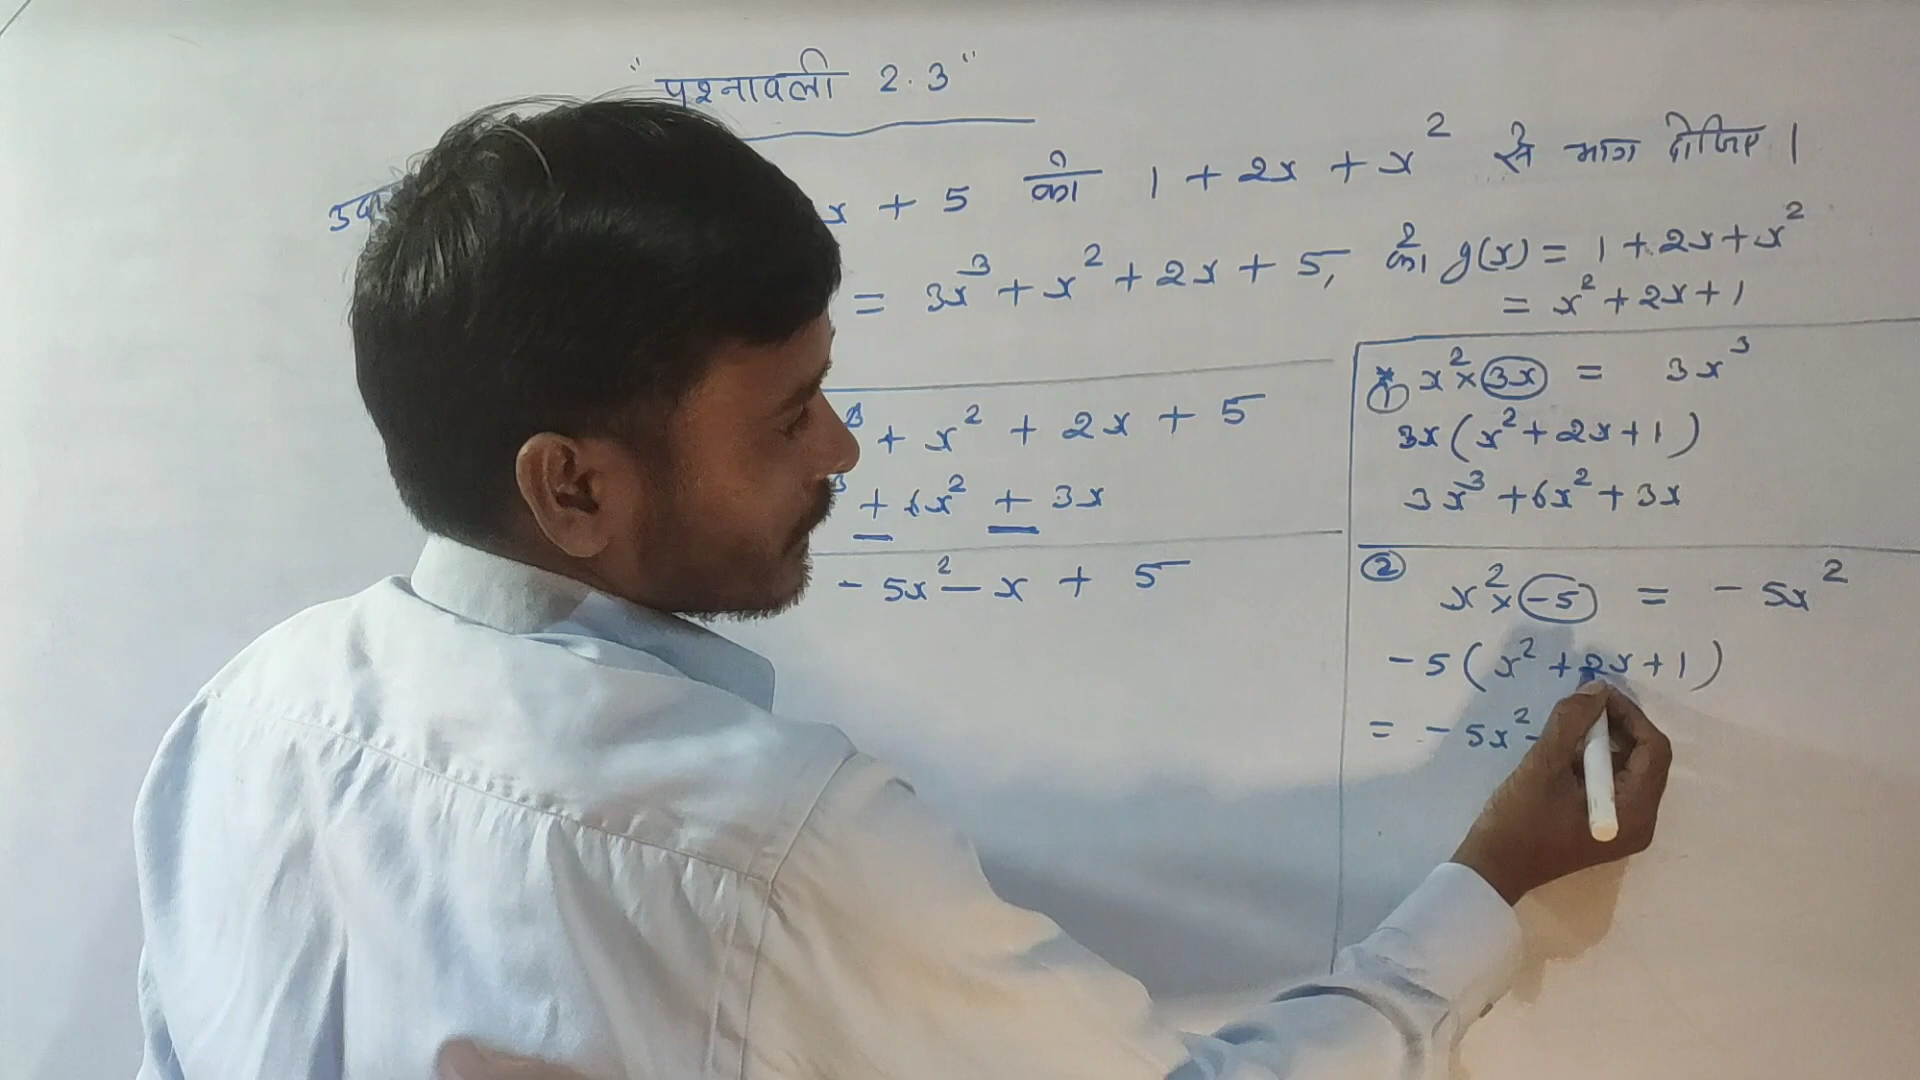 "प्रश्नावली 2.3"
x + 5 को 1 + 2x + x² से भाग दीजिए।
= 3x³ + x² + 2x + 5, को g(x) = 1 + 2x + x²
= x² + 2x + 1
³ + x² + 2x + 5
³ + 6x² + 3x
- 5x² - x + 5
① x² × 3x = 3x³
3x(x² + 2x + 1)
3x³ + 6x² + 3x
② x² × -5 = - 5x²
- 5(x² + 2x + 1)
= - 5x² -